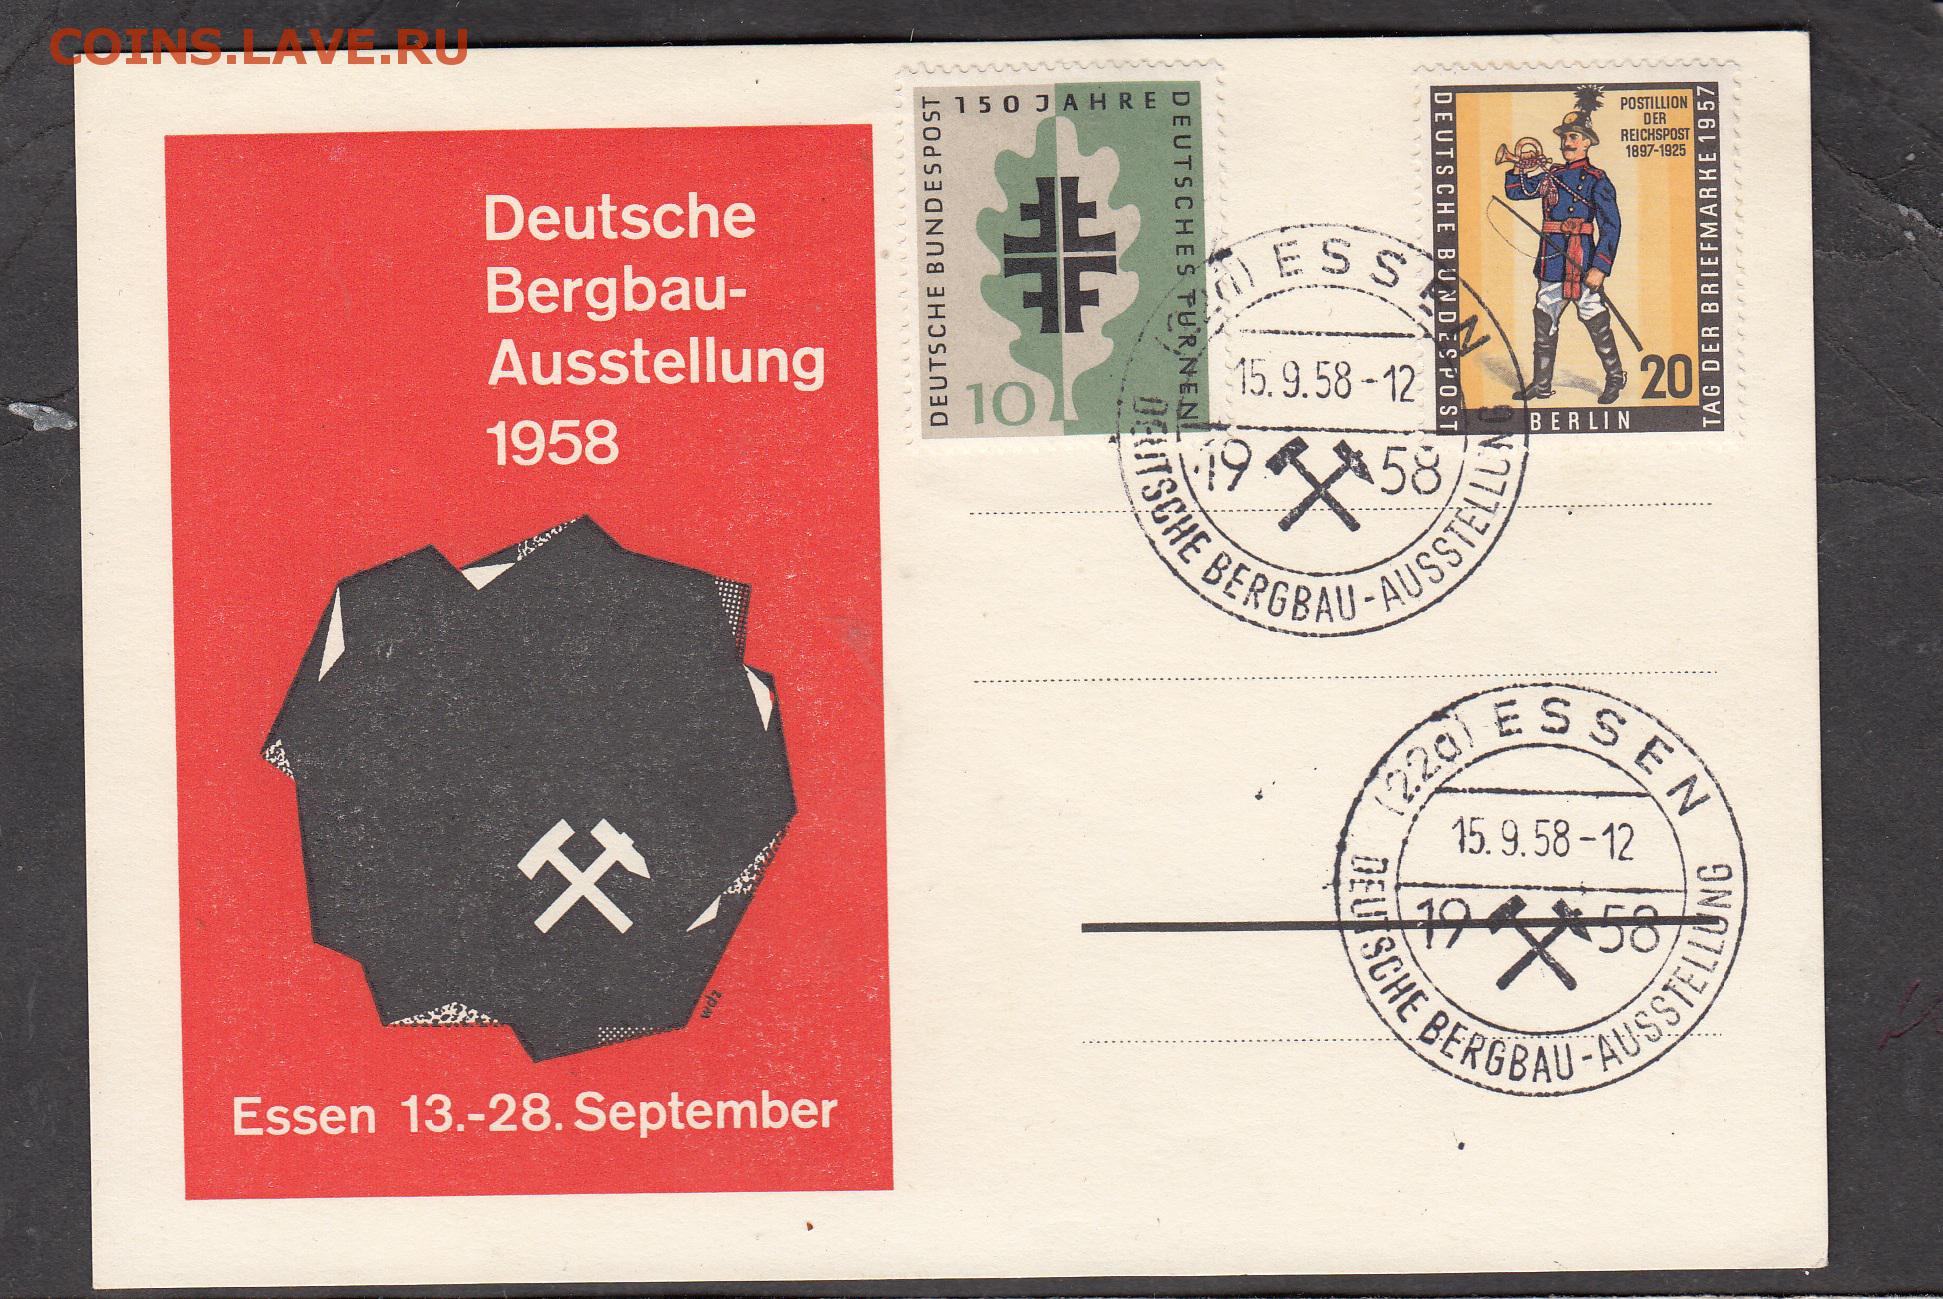 COINS.LAVE.RU
Deutsche
Bergbau-
Ausstellung
1958
wdz
Essen 13.-28. September
150 JAHRE
DEUTSCHES TURNEN
DEUTSCHE BUNDESPOST
10
DEUTSCHE BUNDESPOST
POSTILLION
DER
REICHSPOST
1897-1925
TAG DER BRIEFMARKE 1957
20
BERLIN
ESSEN
15.9.58-12
19 58
DEUTSCHE BERGBAU-AUSSTELLUNG
(22a) ESSEN
15.9.58-12
19 58
DEUTSCHE BERGBAU-AUSSTELLUNG